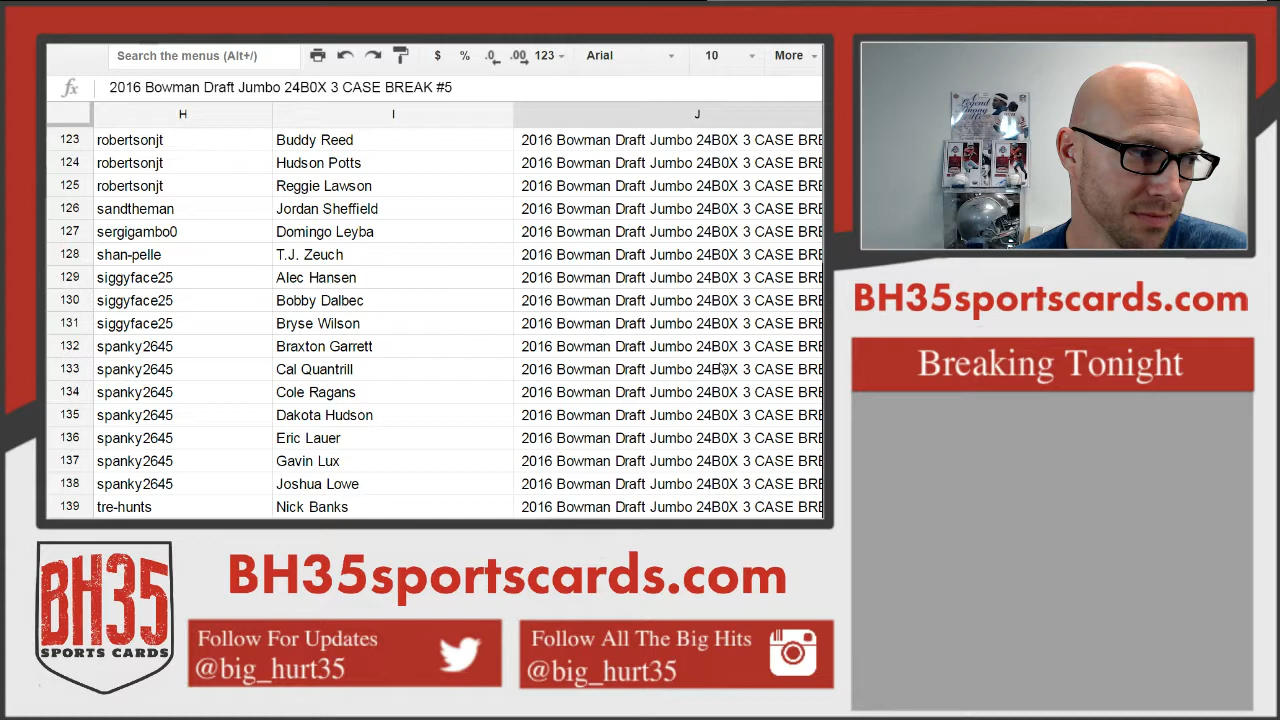 Search the menus (Alt+/) $ % .0 .00 123 Arial 10 More
fx 2016 Bowman Draft Jumbo 24B0X 3 CASE BREAK #5
H I J
123 robertsonjt Buddy Reed 2016 Bowman Draft Jumbo 24B0X 3 CASE BRE
124 robertsonjt Hudson Potts 2016 Bowman Draft Jumbo 24B0X 3 CASE BRE
125 robertsonjt Reggie Lawson 2016 Bowman Draft Jumbo 24B0X 3 CASE BRE
126 sandtheman Jordan Sheffield 2016 Bowman Draft Jumbo 24B0X 3 CASE BRE
127 sergigambo0 Domingo Leyba 2016 Bowman Draft Jumbo 24B0X 3 CASE BRE
128 shan-pelle T.J. Zeuch 2016 Bowman Draft Jumbo 24B0X 3 CASE BRE
129 siggyface25 Alec Hansen 2016 Bowman Draft Jumbo 24B0X 3 CASE BRE
130 siggyface25 Bobby Dalbec 2016 Bowman Draft Jumbo 24B0X 3 CASE BRE
131 siggyface25 Bryse Wilson 2016 Bowman Draft Jumbo 24B0X 3 CASE BRE
132 spanky2645 Braxton Garrett 2016 Bowman Draft Jumbo 24B0X 3 CASE BRE
133 spanky2645 Cal Quantrill 2016 Bowman Draft Jumbo 24B0X 3 CASE BRE
134 spanky2645 Cole Ragans 2016 Bowman Draft Jumbo 24B0X 3 CASE BRE
135 spanky2645 Dakota Hudson 2016 Bowman Draft Jumbo 24B0X 3 CASE BRE
136 spanky2645 Eric Lauer 2016 Bowman Draft Jumbo 24B0X 3 CASE BRE
137 spanky2645 Gavin Lux 2016 Bowman Draft Jumbo 24B0X 3 CASE BRE
138 spanky2645 Joshua Lowe 2016 Bowman Draft Jumbo 24B0X 3 CASE BRE
139 tre-hunts Nick Banks 2016 Bowman Draft Jumbo 24B0X 3 CASE BRE
Legend
BH35sportscards.com
Breaking Tonight
BH35
SPORTS CARDS
BH35sportscards.com
Follow For Updates
@big_hurt35
Follow All The Big Hits
@big_hurt35